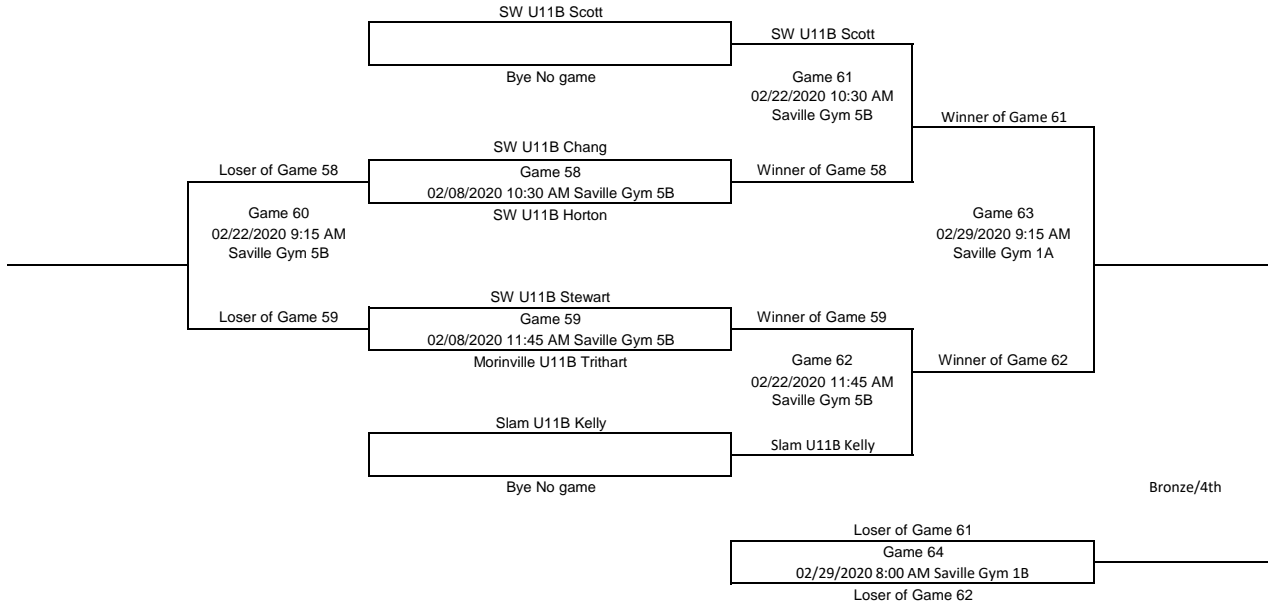 SW U11B Scott
SW U11B Scott
Bye No game
Game 61
02/22/2020 10:30 AM
Saville Gym 5B
Winner of Game 61
SW U11B Chang
Loser of Game 58
Game 58
Winner of Game 58
02/08/2020 10:30 AM Saville Gym 5B
SW U11B Horton
Game 60
02/22/2020 9:15 AM
Saville Gym 5B
Game 63
02/29/2020 9:15 AM
Saville Gym 1A
SW U11B Stewart
Loser of Game 59
Game 59
Winner of Game 59
02/08/2020 11:45 AM Saville Gym 5B
Morinville U11B Trithart
Game 62
02/22/2020 11:45 AM
Saville Gym 5B
Winner of Game 62
Slam U11B Kelly
Slam U11B Kelly
Bye No game
Bronze/4th
Loser of Game 61
Game 64
02/29/2020 8:00 AM Saville Gym 1B
Loser of Game 62